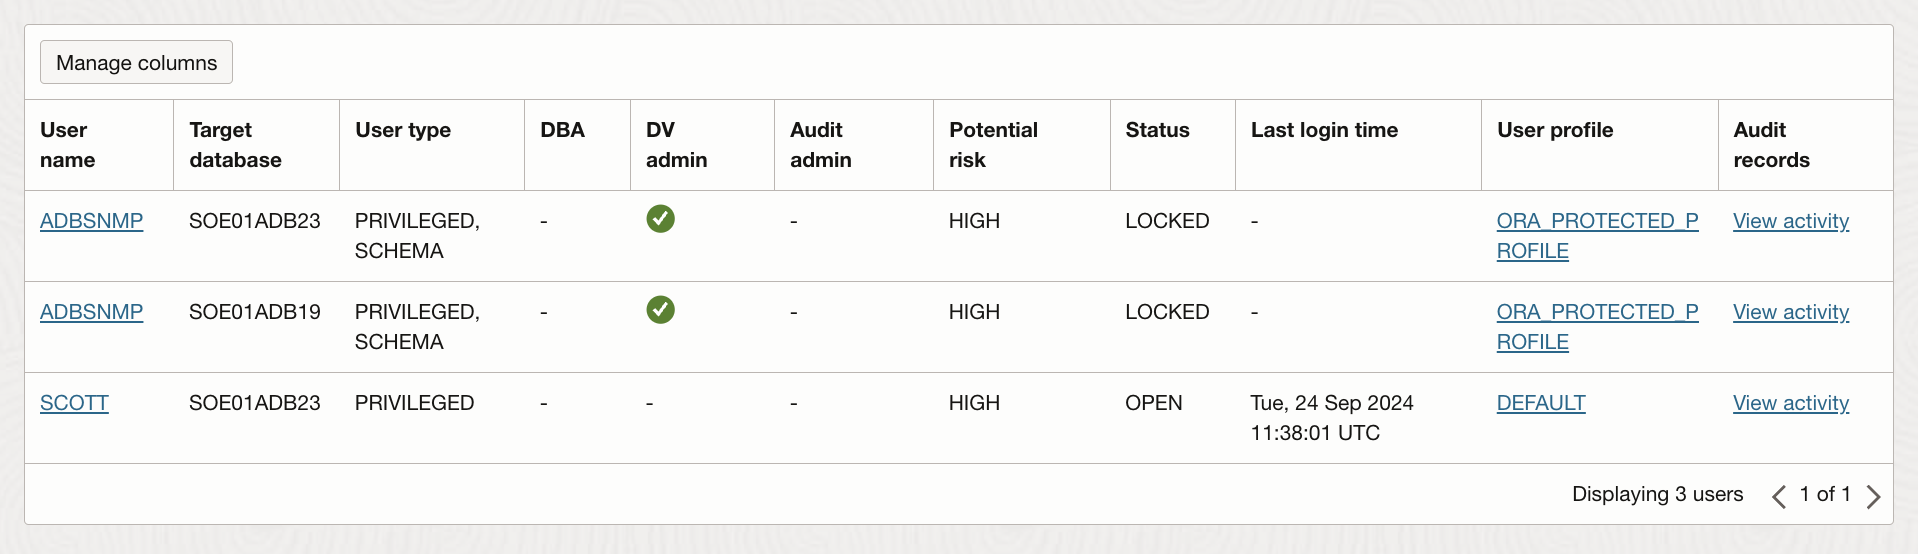 Manage columns
User name	Target database	User type	DBA	DV admin	Audit admin	Potential risk	Status	Last login time	User profile	Audit records
ADBSNMP	SOE01ADB23	PRIVILEGED, SCHEMA	-		-	HIGH	LOCKED	-	ORA_PROTECTED_PROFILE	View activity
ADBSNMP	SOE01ADB19	PRIVILEGED, SCHEMA	-		-	HIGH	LOCKED	-	ORA_PROTECTED_PROFILE	View activity
SCOTT	SOE01ADB23	PRIVILEGED	-	-	-	HIGH	OPEN	Tue, 24 Sep 2024 11:38:01 UTC	DEFAULT	View activity
Displaying 3 users	1 of 1